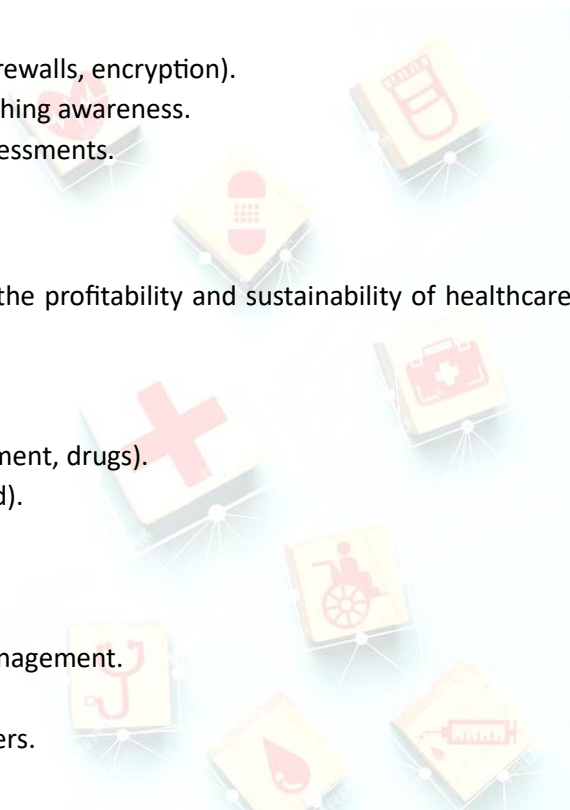 rewalls, encryption).
hing awareness.
essments.
the profitability and sustainability of healthcare
ment, drugs).
d).
nagement.
ers.